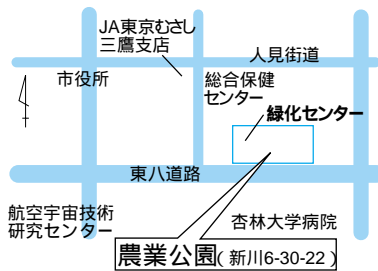 JA東京むさし
三鷹支店
人見街道
市役所
総合保健
センター
緑化センター
東八道路
航空宇宙技術
研究センター
杏林大学病院
農業公園(新川6-30-22)